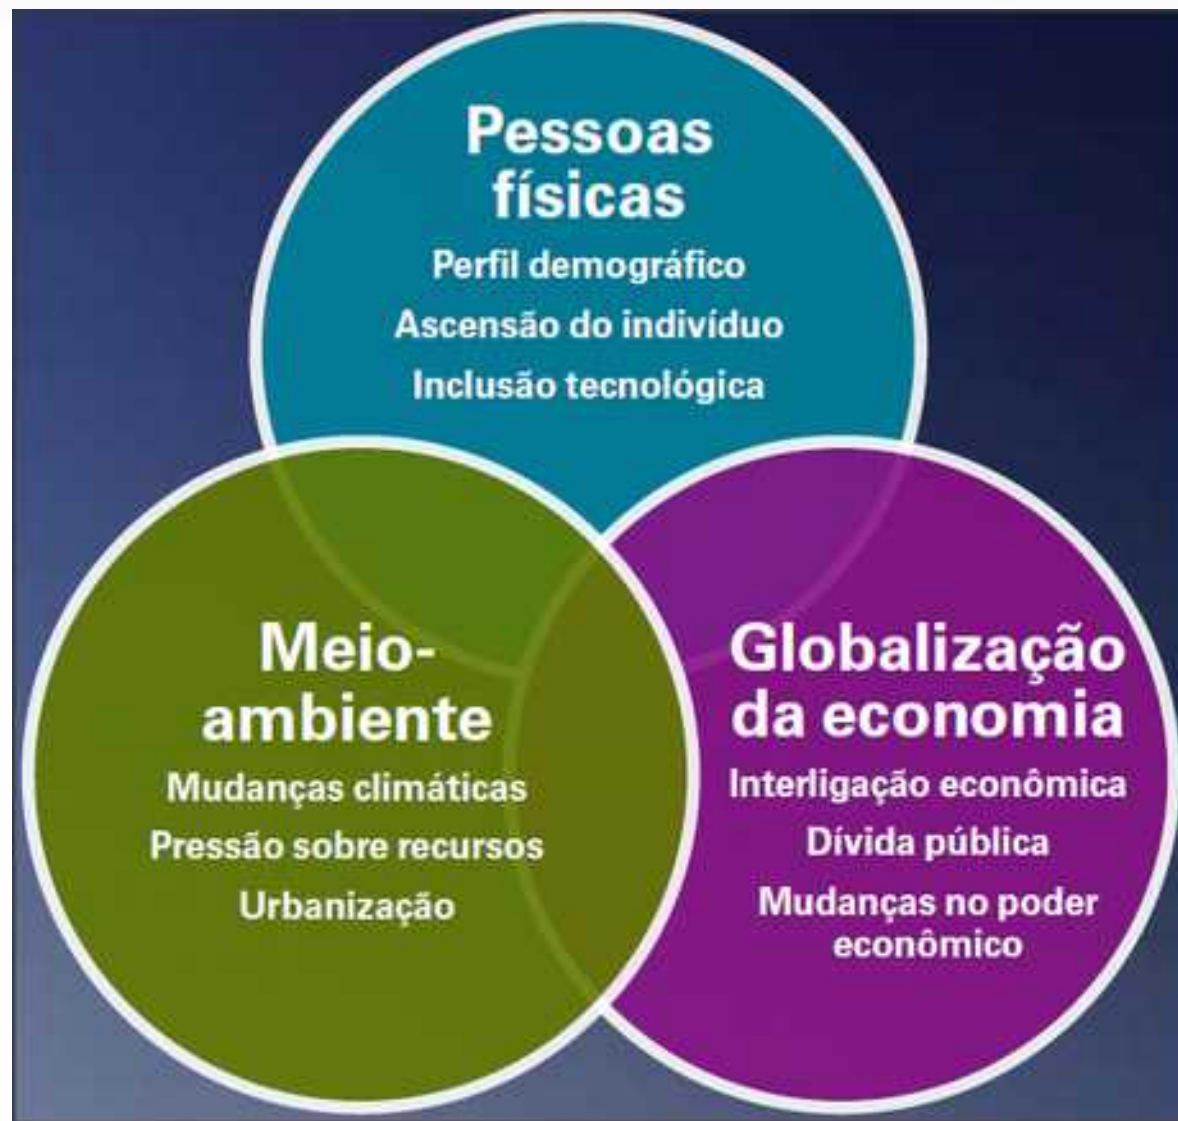 Pessoas
físicas
Perfil demográfico
Ascensão do indivíduo
Inclusão tecnológica
Meio-
ambiente
Mudanças climáticas
Pressão sobre recursos
Urbanização
Globalização
da economia
Interligação econômica
Dívida pública
Mudanças no poder
econômico